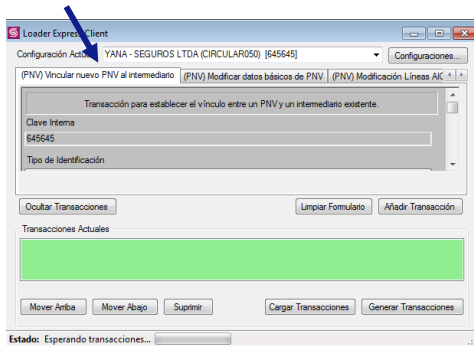 Loader Express Client
Configuración Actual: YANA - SEGUROS LTDA (CIRCULAR050) [645645] Configuraciones...
(PNV) Vincular nuevo PNV al intermediario (PNV) Modificar datos básicos de PNV (PNV) Modificación Líneas AIC
Transacción para establecer el vínculo entre un PNV y un intermediario existente.
Clave Interna
645645
Tipo de Identificación
Ocultar Transacciones Limpiar Formulario Añadir Transacción
Transacciones Actuales
Mover Arriba Mover Abajo Suprimir Cargar Transacciones Generar Transacciones
Estado: Esperando transacciones...